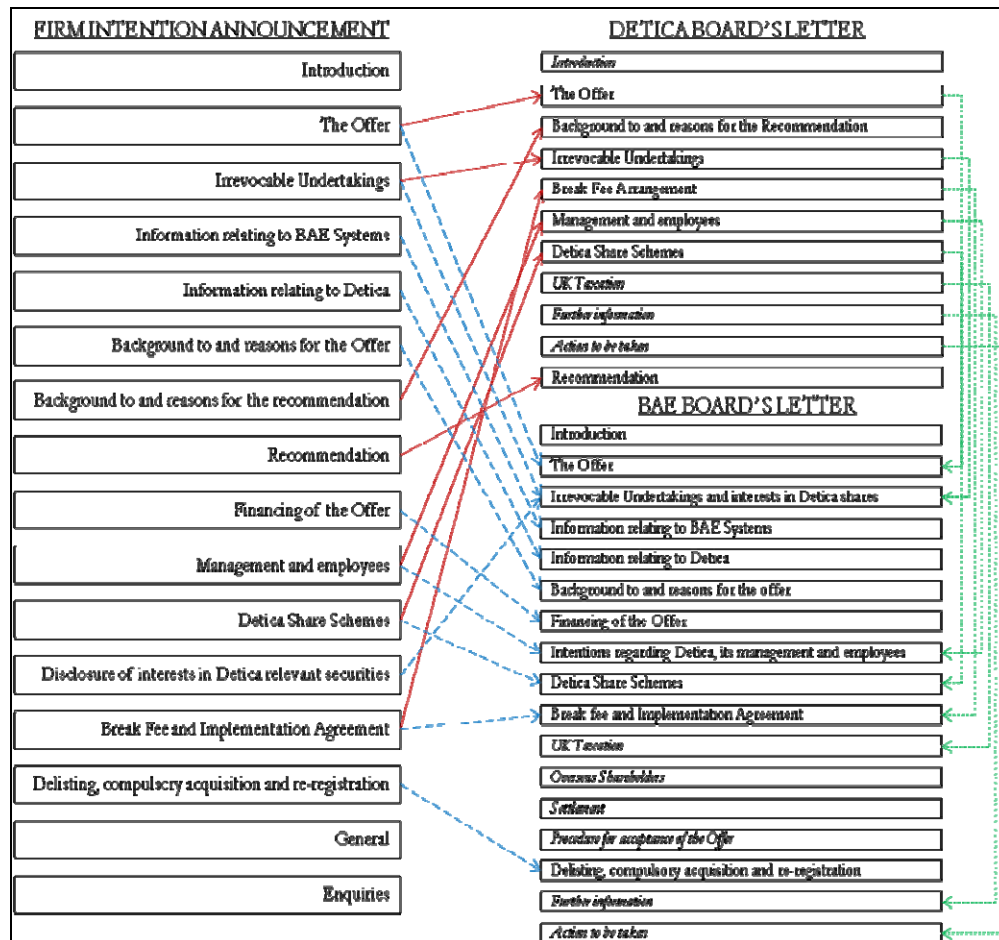 FIRM INTENTION ANNOUNCEMENT
Introduction
The Offer
Irrevocable Undertakings
Information relating to BAE Systems
Information relating to Detica
Background to and reasons for the Offer
Background to and reasons for the recommendation
Recommendation
Financing of the Offer
Management and employees
Detica Share Schemes
Disclosure of interests in Detica relevant securities
Break Fee and Implementation Agreement
Delisting, compulsory acquisition and re-registration
General
Enquiries
DETICA BOARD'S LETTER
Introduction
The Offer
Background to and reasons for the Recommendation
Irrevocable Undertakings
Break Fee Arrangement
Management and employees
Detica Share Schemes
UK Taxation
Further information
Action to be taken
Recommendation
BAE BOARD'S LETTER
Introduction
The Offer
Irrevocable Undertakings and interests in Detica shares
Information relating to BAE Systems
Information relating to Detica
Background to and reasons for the offer
Financing of the Offer
Intentions regarding Detica, its management and employees
Detica Share Schemes
Break fee and Implementation Agreement
UK Taxation
Overseas Shareholders
Settlement
Procedure for acceptance of the Offer
Delisting, compulsory acquisition and re-registration
Further information
Action to be taken